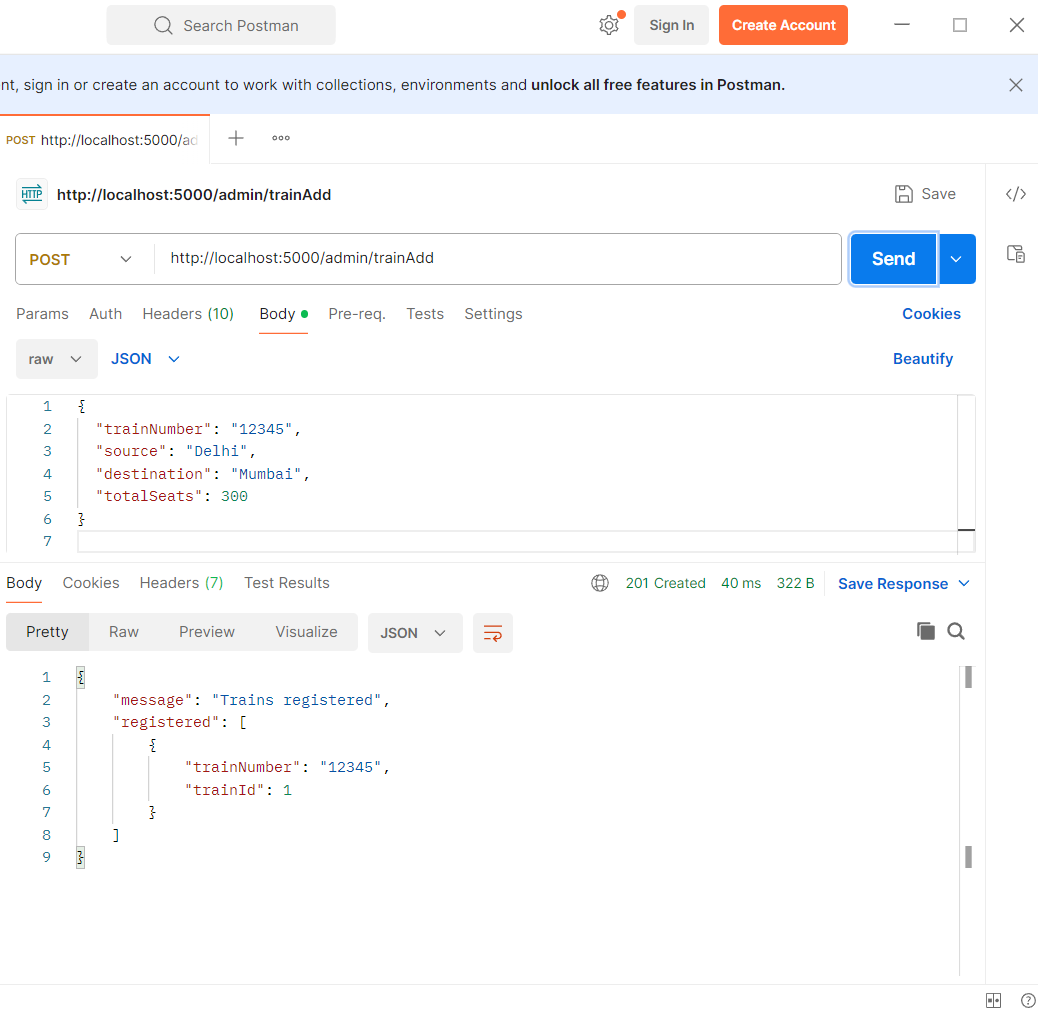 Search Postman
Sign In
Create Account
nt, sign in or create an account to work with collections, environments and unlock all free features in Postman.
POST http://localhost:5000/ad
HTTP http://localhost:5000/admin/trainAdd
Save
</>
POST
http://localhost:5000/admin/trainAdd
Send
Params Auth Headers (10) Body Pre-req. Tests Settings Cookies
raw JSON Beautify
1 {
2 "trainNumber": "12345",
3 "source": "Delhi",
4 "destination": "Mumbai",
5 "totalSeats": 300
6 }
7
Body Cookies Headers (7) Test Results 201 Created 40 ms 322 B Save Response
Pretty Raw Preview Visualize JSON
1 {
2 "message": "Trains registered",
3 "registered": [
4 {
5 "trainNumber": "12345",
6 "trainId": 1
7 }
8 ]
9 }